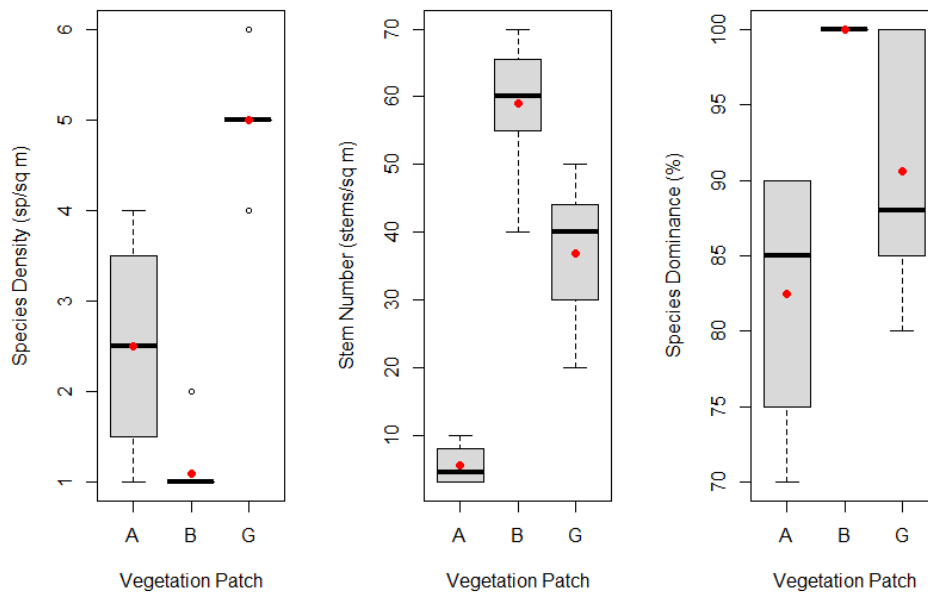 Species Density (sp/sq m)
6
5
4
3
2
1
A B G
Vegetation Patch
Stem Number (stems/sq m)
70
60
50
40
30
20
10
A B G
Vegetation Patch
Species Dominance (%)
100
95
90
85
80
75
70
A B G
Vegetation Patch